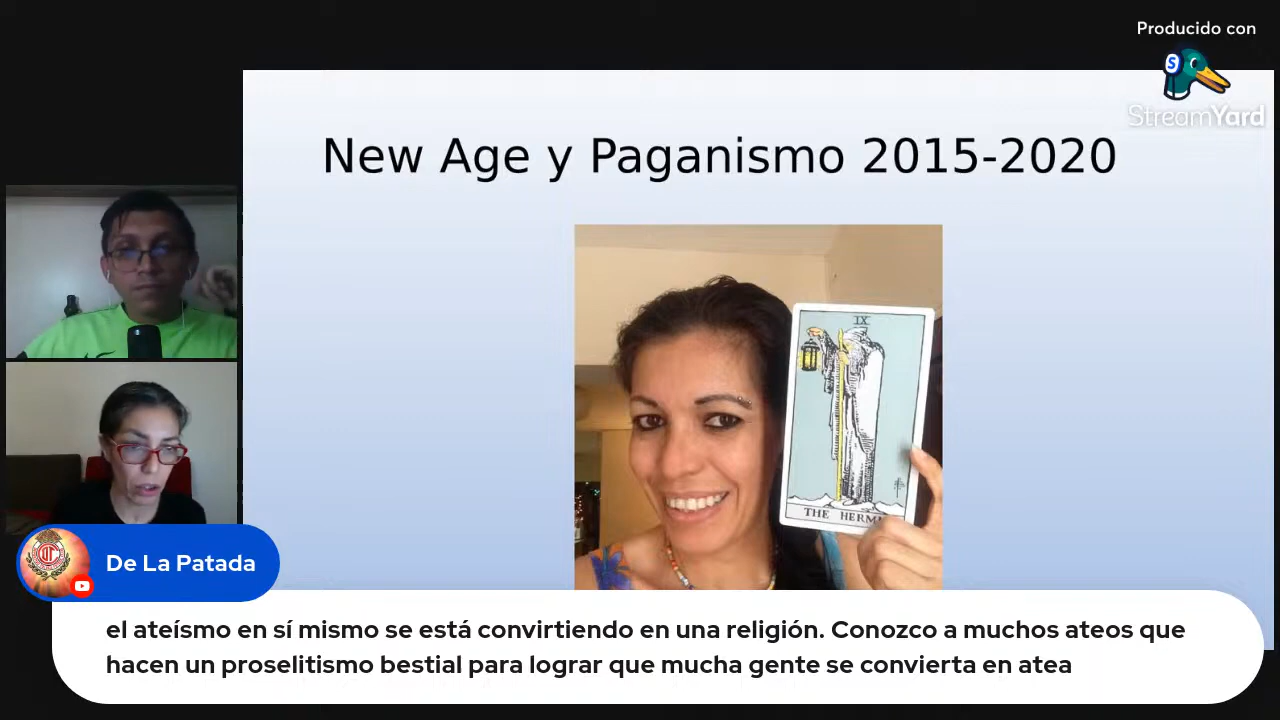 Producido con
StreamYard
New Age y Paganismo 2015-2020
IX
THE HERMI
De La Patada
el ateísmo en sí mismo se está convirtiendo en una religión. Conozco a muchos ateos que
hacen un proselitismo bestial para lograr que mucha gente se convierta en atea